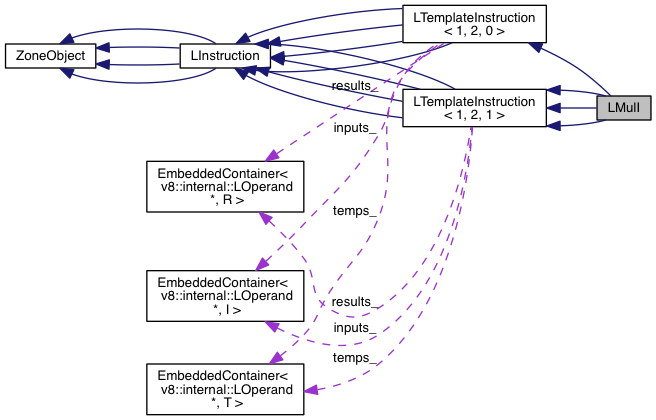 LTemplateInstruction
< 1, 2, 0 >
ZoneObject
LInstruction
results_
LTemplateInstruction
< 1, 2, 1 >
LMulI
inputs_
EmbeddedContainer<
v8::internal::LOperand
*, R >
temps_
EmbeddedContainer<
v8::internal::LOperand
*, I >
results_
inputs_
temps_
EmbeddedContainer<
v8::internal::LOperand
*, T >